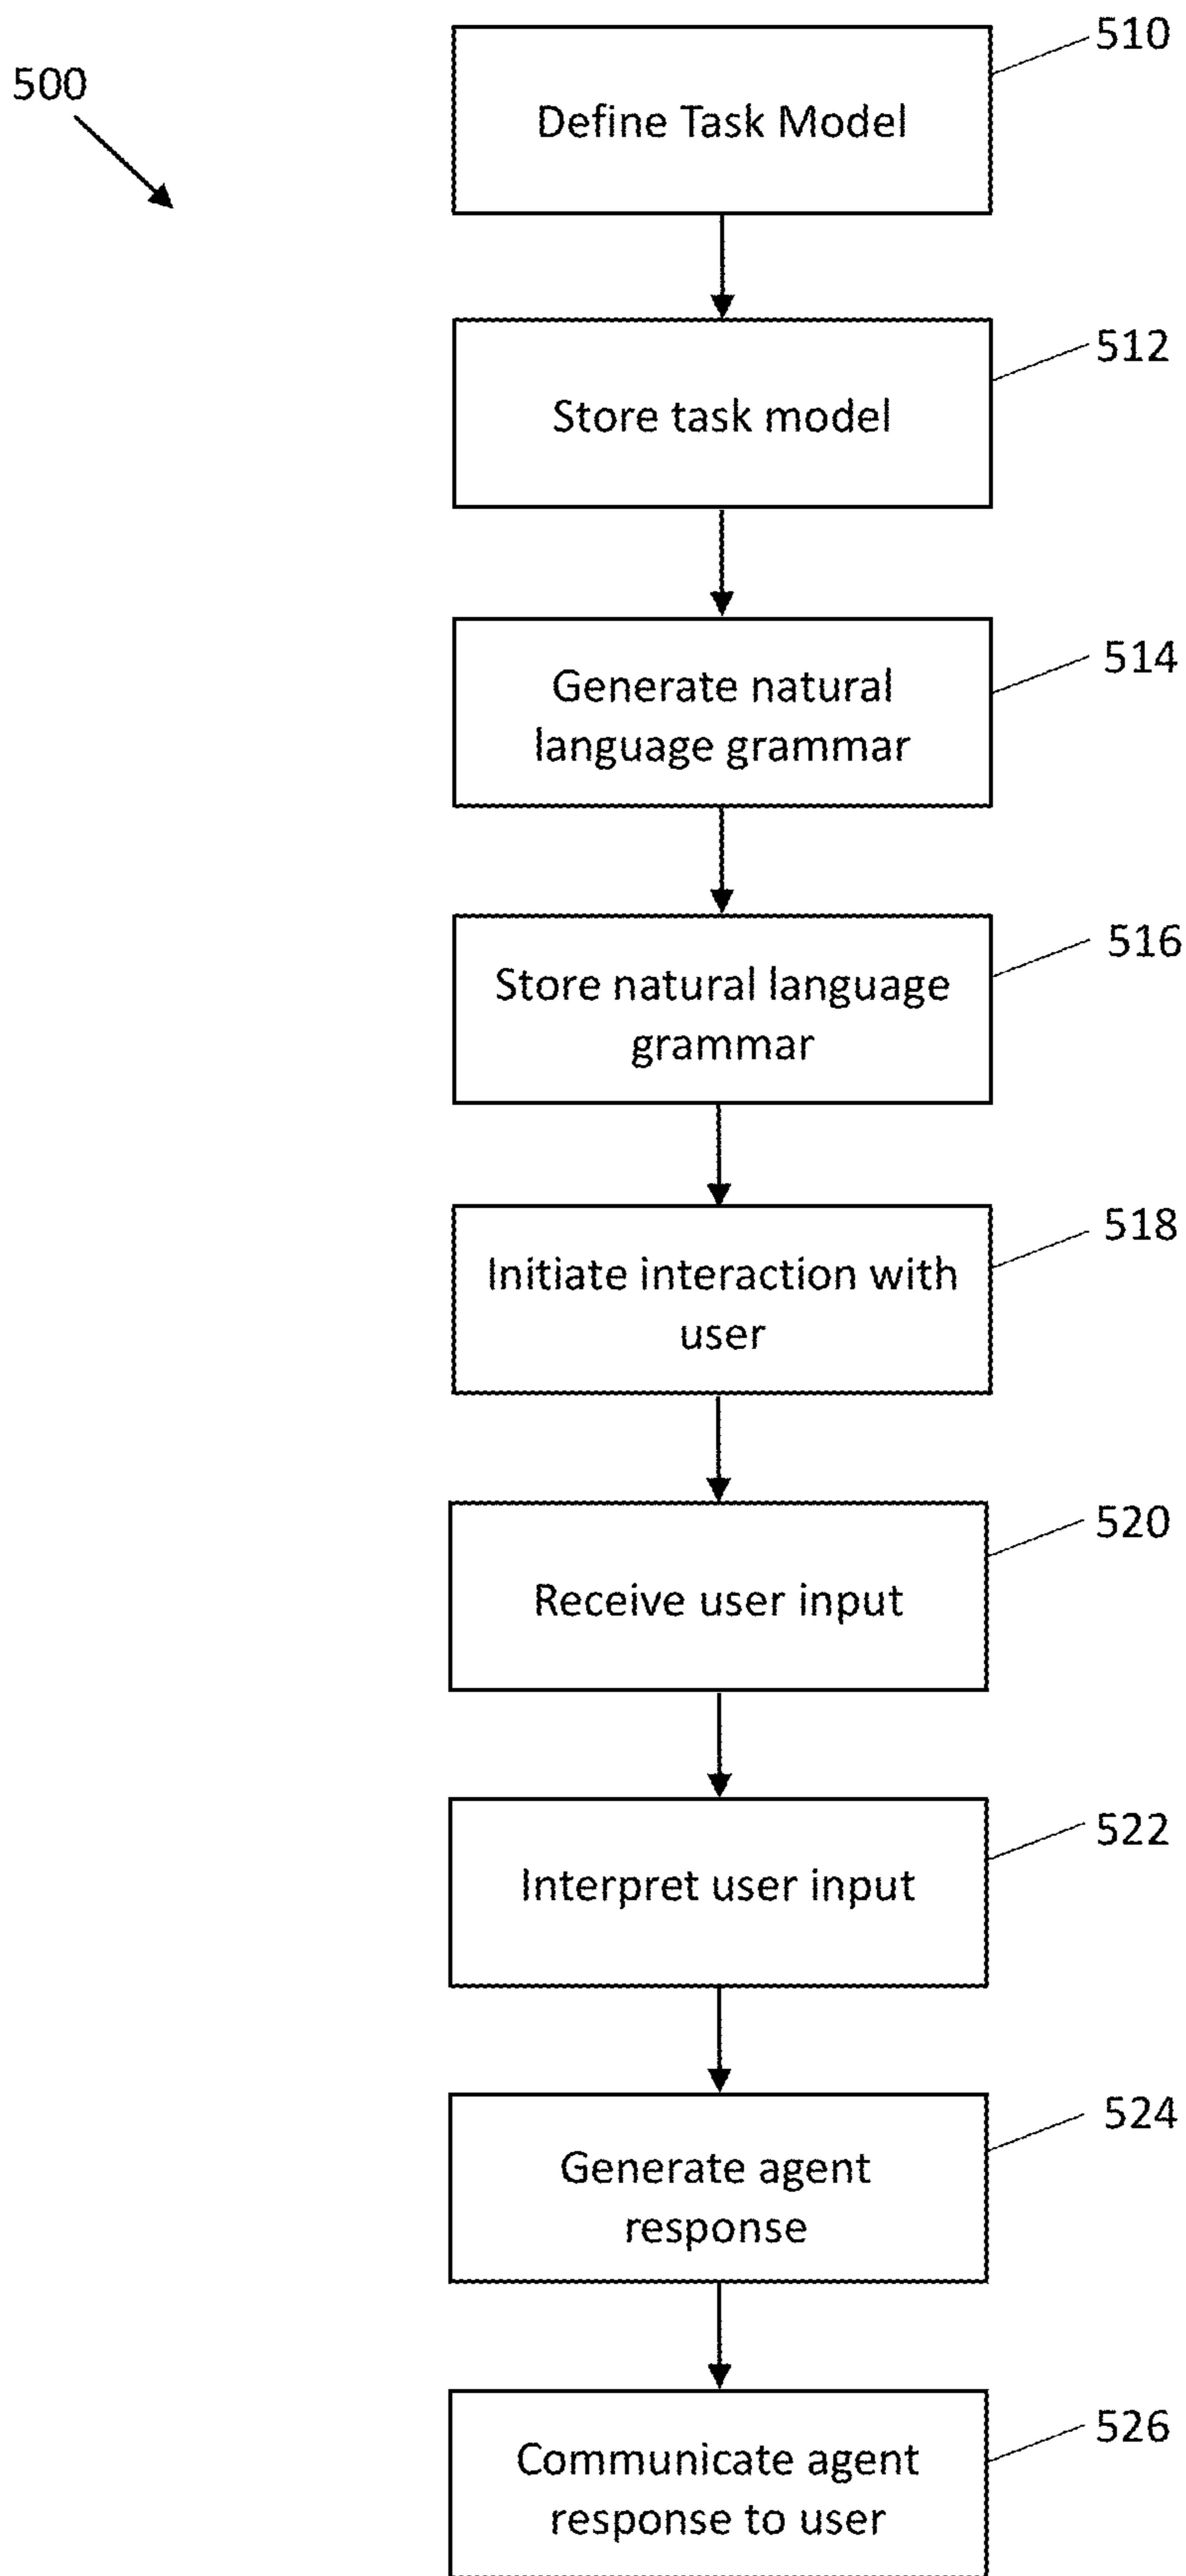 500
510
Define Task Model
512
Store task model
514
Generate natural
language grammar
516
Store natural language
grammar
518
Initiate interaction with
user
520
Receive user input
522
Interpret user input
524
Generate agent
response
526
Communicate agent
response to user